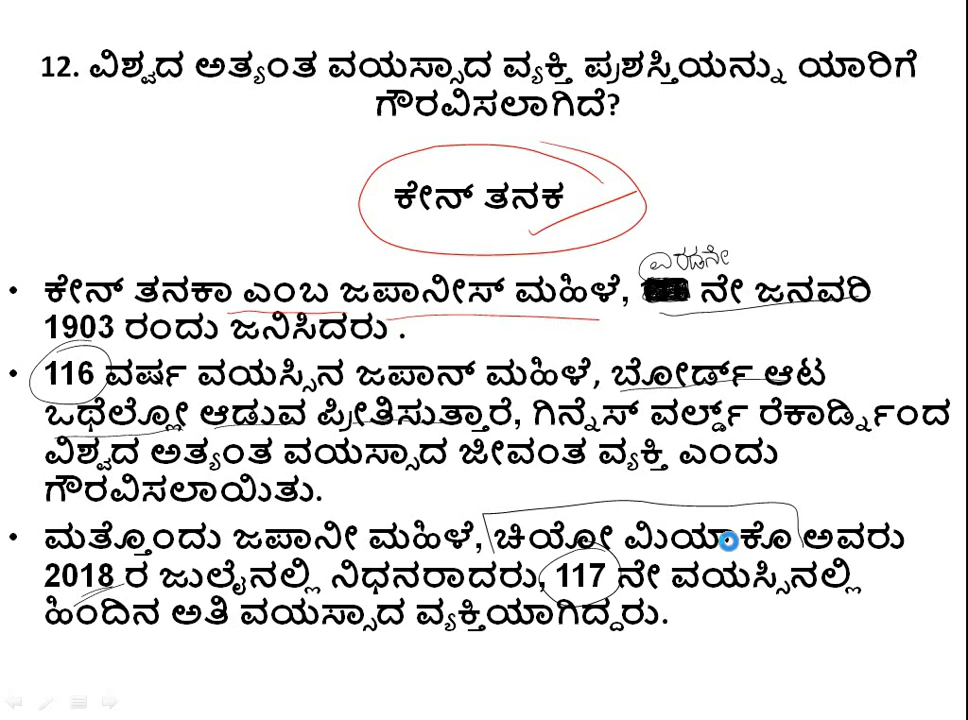 12. ವಿಶ್ವದ ಅತ್ಯಂತ ವಯಸ್ಸಾದ ವ್ಯಕ್ತಿ ಪ್ರಶಸ್ತಿಯನ್ನು ಯಾರಿಗೆ
ಗೌರವಿಸಲಾಗಿದೆ?
ಕೇನ್ ತನಕ
ಎರಡನೇ
• ಕೇನ್ ತನಕಾ ಎಂಬ ಜಪಾನೀಸ್ ಮಹಿಳೆ, ನೇ ಜನವರಿ
1903 ರಂದು ಜನಿಸಿದರು .
• 116 ವರ್ಷ ವಯಸ್ಸಿನ ಜಪಾನ್ ಮಹಿಳೆ, ಬೋರ್ಡ್ ಆಟ
ಒಥೆಲ್ಲೋ ಆಡುವ ಪ್ರೀತಿಸುತ್ತಾರೆ, ಗಿನ್ನೆಸ್ ವರ್ಲ್ಡ್ ರೆಕಾರ್ಡ್ನಿಂದ
ವಿಶ್ವದ ಅತ್ಯಂತ ವಯಸ್ಸಾದ ಜೀವಂತ ವ್ಯಕ್ತಿ ಎಂದು
ಗೌರವಿಸಲಾಯಿತು.
• ಮತ್ತೊಂದು ಜಪಾನೀ ಮಹಿಳೆ, ಚಿಯೋ ಮಿಯಾಕೊ ಅವರು
2018 ರ ಜುಲೈನಲ್ಲಿ ನಿಧನರಾದರು, 117 ನೇ ವಯಸ್ಸಿನಲ್ಲಿ
ಹಿಂದಿನ ಅತಿ ವಯಸ್ಸಾದ ವ್ಯಕ್ತಿಯಾಗಿದ್ದರು.